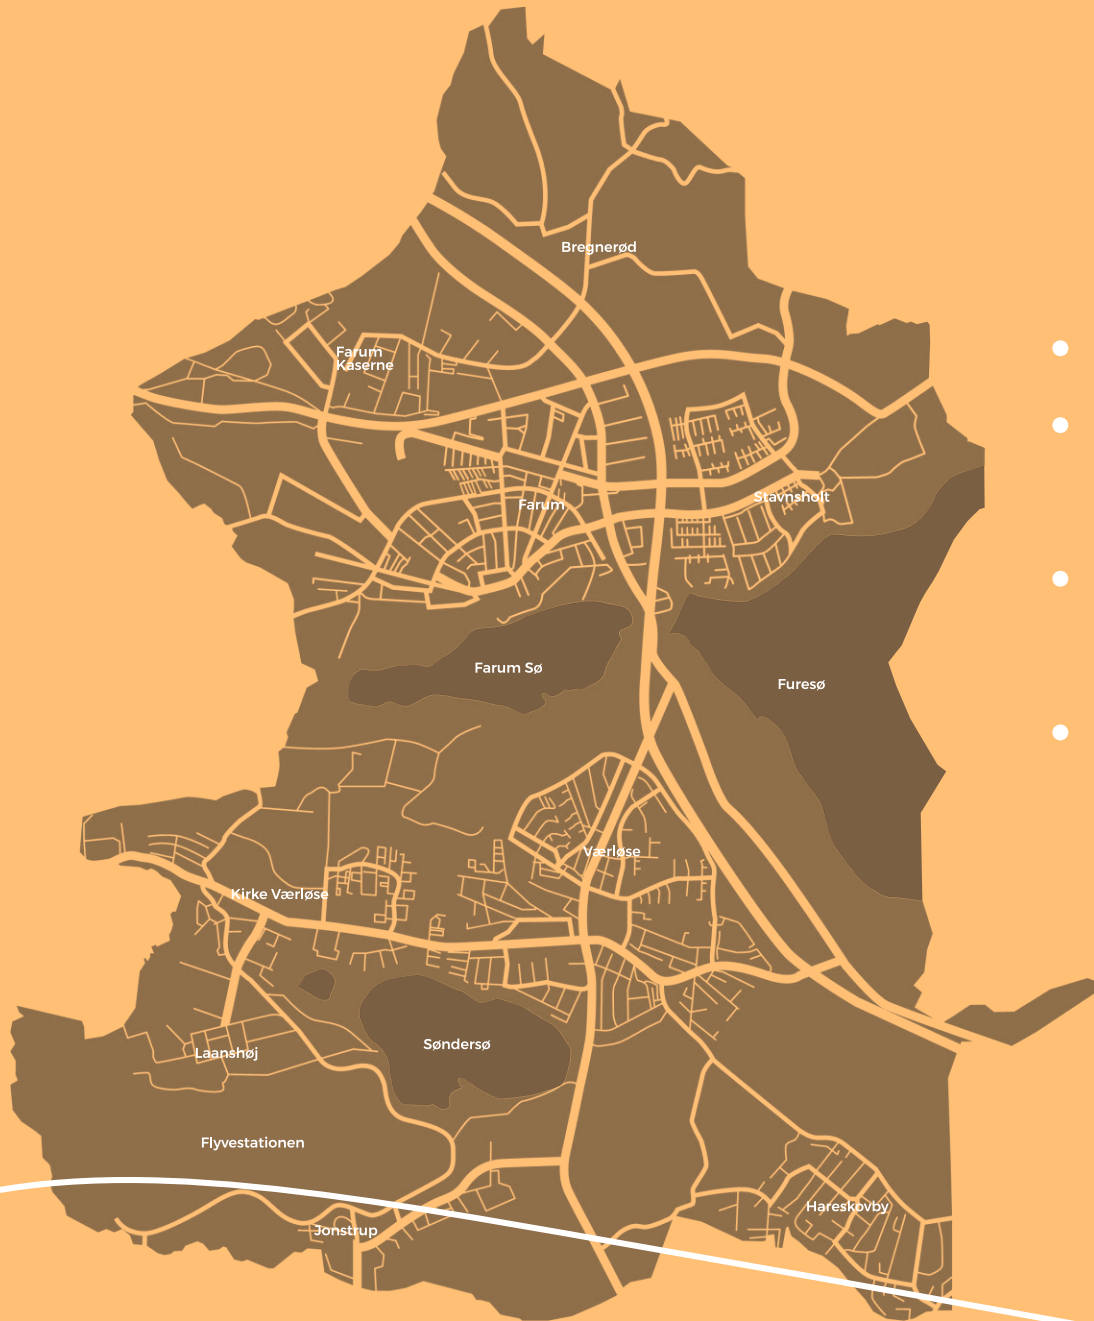 Bregnerød
Farum
Kaserne
Stavnsholt
Farum
Farum Sø
Furesø
Værløse
Kirke Værløse
Søndersø
Laanshøj
Flyvestationen
Hareskovby
Jonstrup